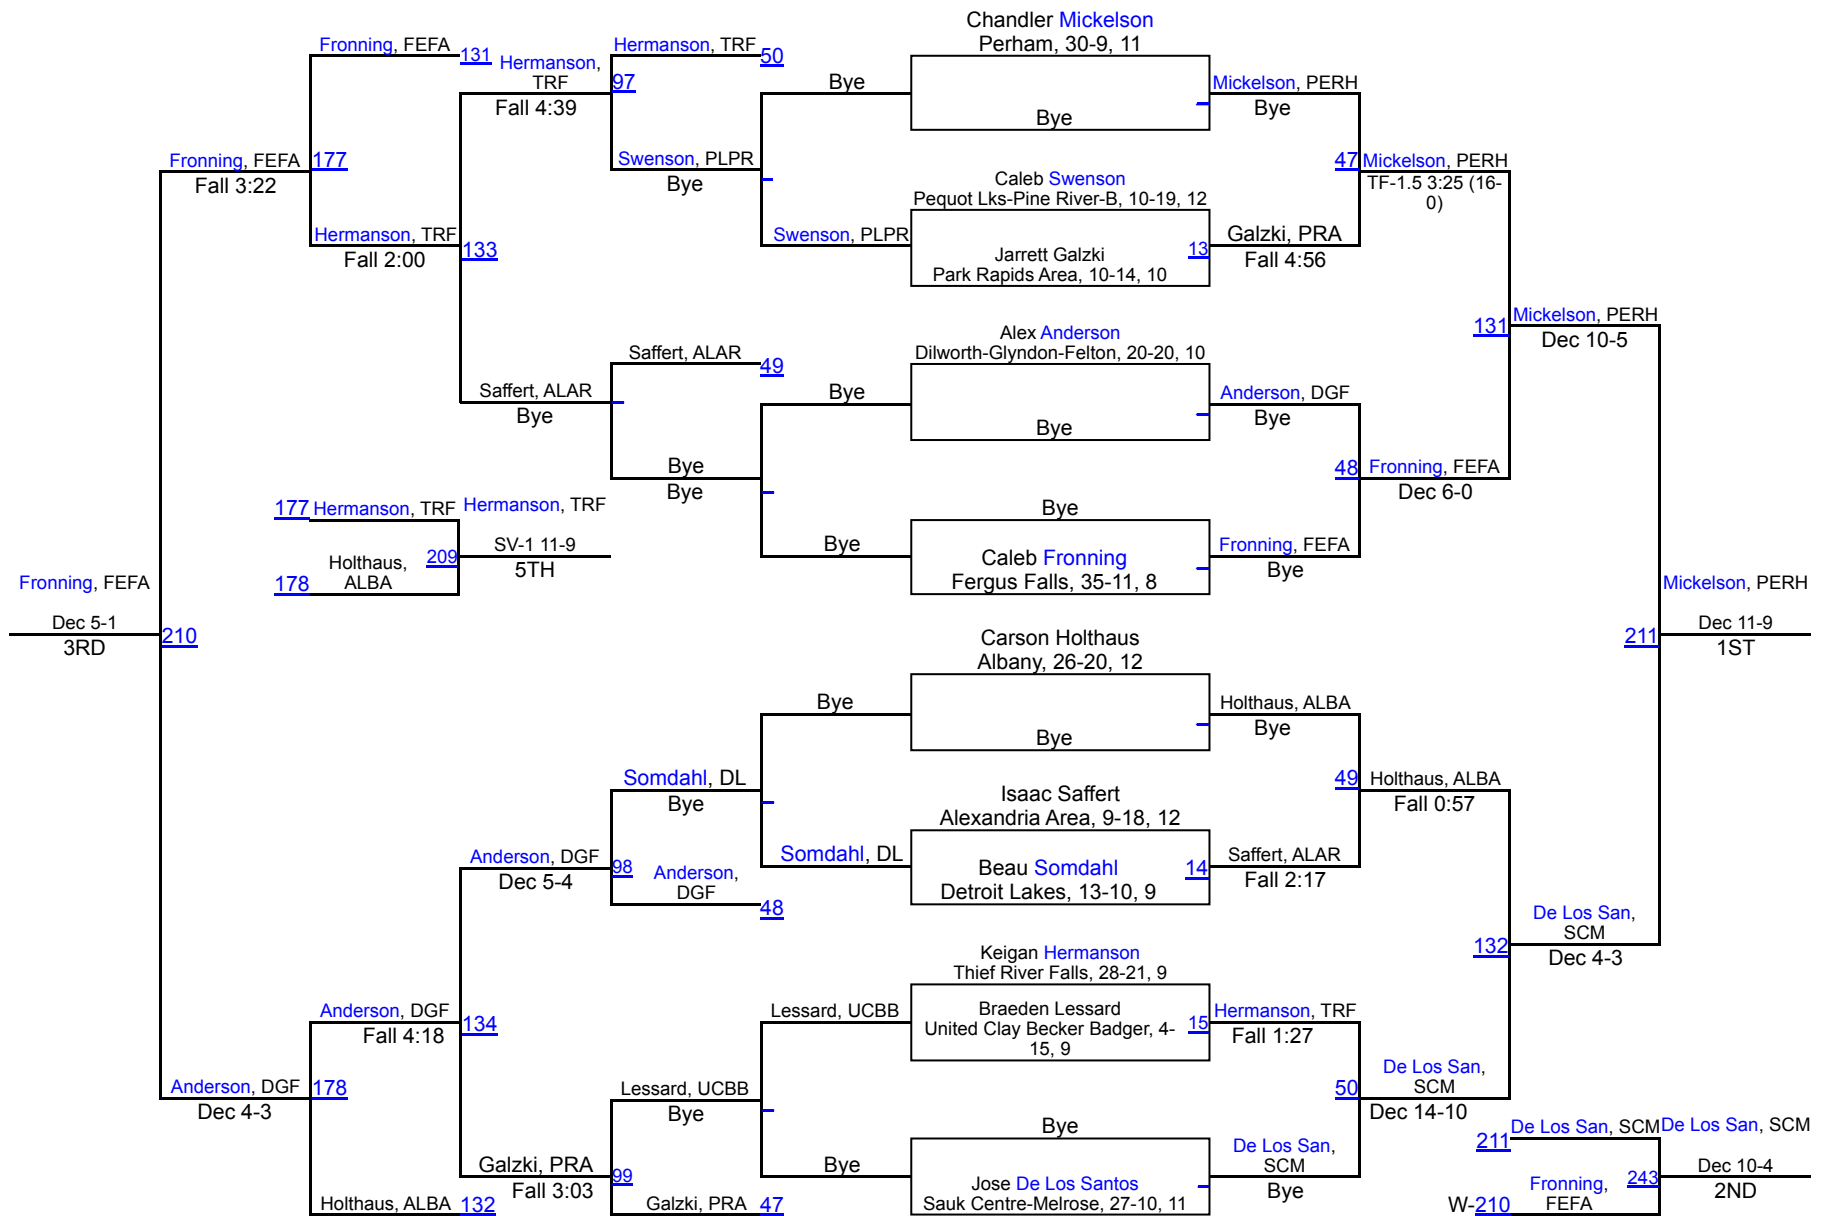 Chandler Mickelson
Perham, 30-9, 11
Fronning, FEFA
131
Hermanson,
TRF
Fall 4:39
Hermanson, TRF
50
97
Bye
Bye
Mickelson, PERH
Bye
Fronning, FEFA
Fall 3:22
177
Swenson, PLPR
Bye
Caleb Swenson
Pequot Lks-Pine River-B, 10-19, 12
47
Mickelson, PERH
TF-1.5 3:25 (16-
0)
Hermanson, TRF
Fall 2:00
133
Swenson, PLPR
Jarrett Galzki
Park Rapids Area, 10-14, 10
13
Galzki, PRA
Fall 4:56
Alex Anderson
Dilworth-Glyndon-Felton, 20-20, 10
131
Mickelson, PERH
Dec 10-5
Saffert, ALAR
49
Saffert, ALAR
Bye
Bye
Bye
Anderson, DGF
Bye
Bye
Bye
48
Fronning, FEFA
Dec 6-0
177
Hermanson, TRF
Hermanson, TRF
Bye
Holthaus,
ALBA
209
178
SV-1 11-9
5TH
Bye
Caleb Fronning
Fergus Falls, 35-11, 8
Fronning, FEFA
Bye
Fronning, FEFA
Dec 5-1
3RD
210
Mickelson, PERH
211
Dec 11-9
1ST
Carson Holthaus
Albany, 26-20, 12
Bye
Bye
Holthaus, ALBA
Bye
Somdahl, DL
Bye
Isaac Saffert
Alexandria Area, 9-18, 12
49
Holthaus, ALBA
Fall 0:57
Anderson, DGF
Dec 5-4
98
Anderson,
DGF
48
Somdahl, DL
Beau Somdahl
Detroit Lakes, 13-10, 9
14
Saffert, ALAR
Fall 2:17
132
De Los San,
SCM
Dec 4-3
Keigan Hermanson
Thief River Falls, 28-21, 9
Anderson, DGF
Fall 4:18
134
Lessard, UCBB
Braeden Lessard
United Clay Becker Badger, 4-
15, 9
15
Hermanson, TRF
Fall 1:27
Anderson, DGF
Dec 4-3
178
Lessard, UCBB
Bye
50
De Los San,
SCM
Dec 14-10
Bye
Galzki, PRA
Fall 3:03
99
Bye
Jose De Los Santos
Sauk Centre-Melrose, 27-10, 11
De Los San,
SCM
Bye
Holthaus, ALBA
132
Galzki, PRA
47
211
De Los San, SCM
De Los San, SCM
Fronning,
FEFA
243
W-210
Dec 10-4
2ND